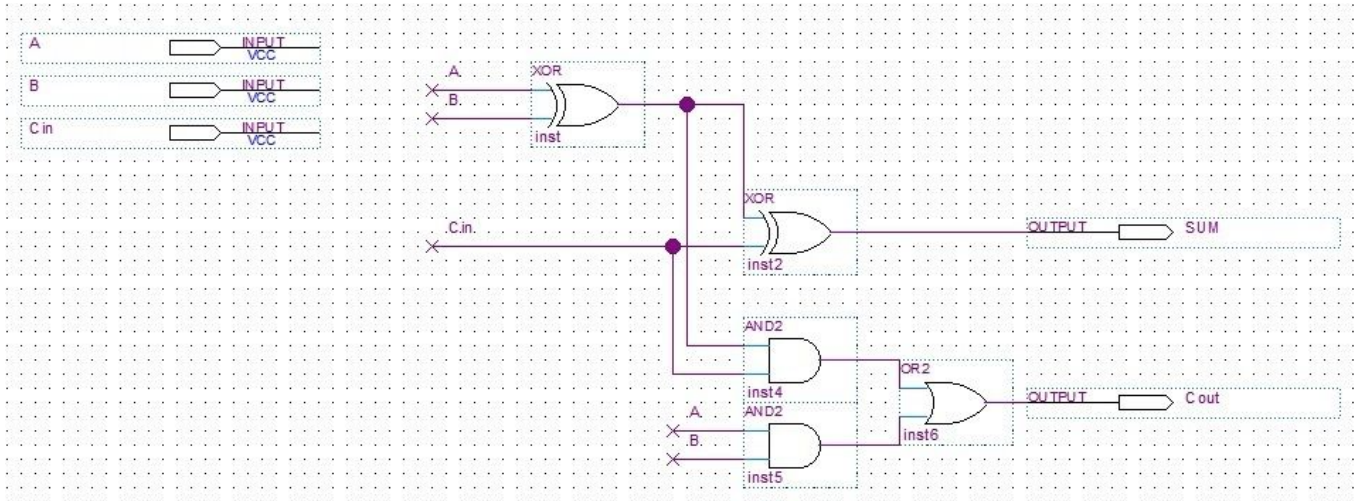 A
INPUT
VCC
B
INPUT
VCC
C in
INPUT
VCC
A.
B.
XOR
inst
C.in.
XOR
inst2
OUTPUT
SUM
AND2
inst4
A.
B.
AND2
inst5
OR2
inst6
OUTPUT
C out